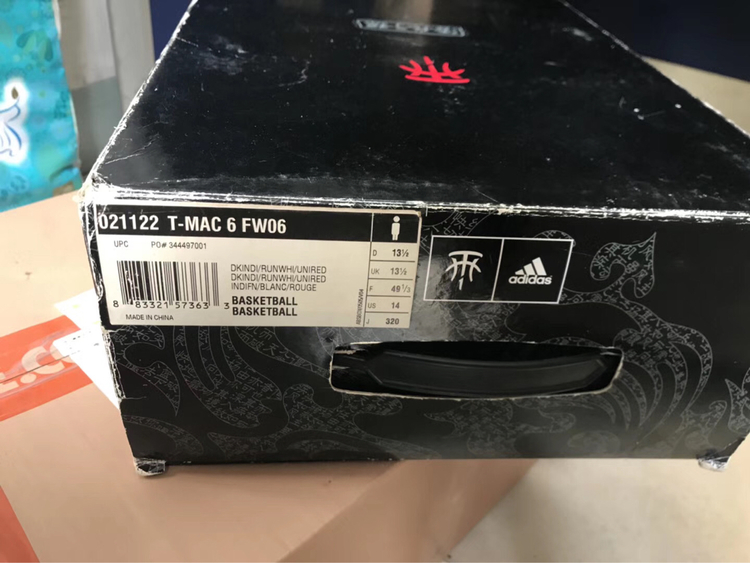 021122 T-MAC 6 FW06
UPC PO# 344497001
DKINDI/RUNWHI/UNIRED
DKINDI/RUNWHI/UNIRED
INDIFN/BLANC/ROUGE
8 83321 57363 3
BASKETBALL
BASKETBALL
MADE IN CHINA
D 13½
UK 13½
F 49⅓
US 14
J 320
adidas